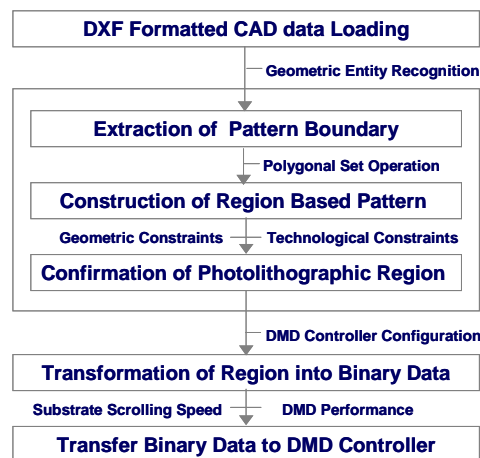 DXF Formatted CAD data Loading
Geometric Entity Recognition
Extraction of Pattern Boundary
Polygonal Set Operation
Construction of Region Based Pattern
Geometric Constraints Technological Constraints
Confirmation of Photolithographic Region
DMD Controller Configuration
Transformation of Region into Binary Data
Substrate Scrolling Speed DMD Performance
Transfer Binary Data to DMD Controller